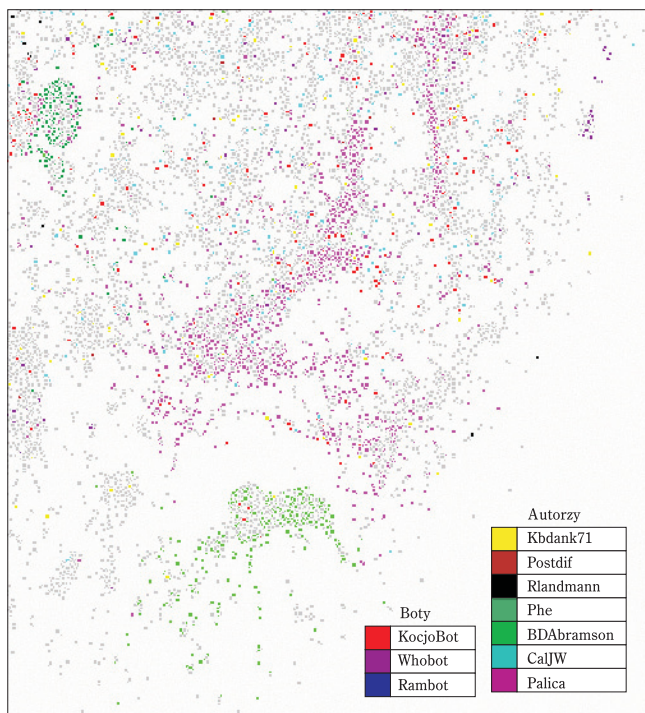 Autorzy
Kbdank71
Postdif
Rlandmann
Phe
BDAbramson
CalJW
Palica
Boty
KocjoBot
Whobot
Rambot